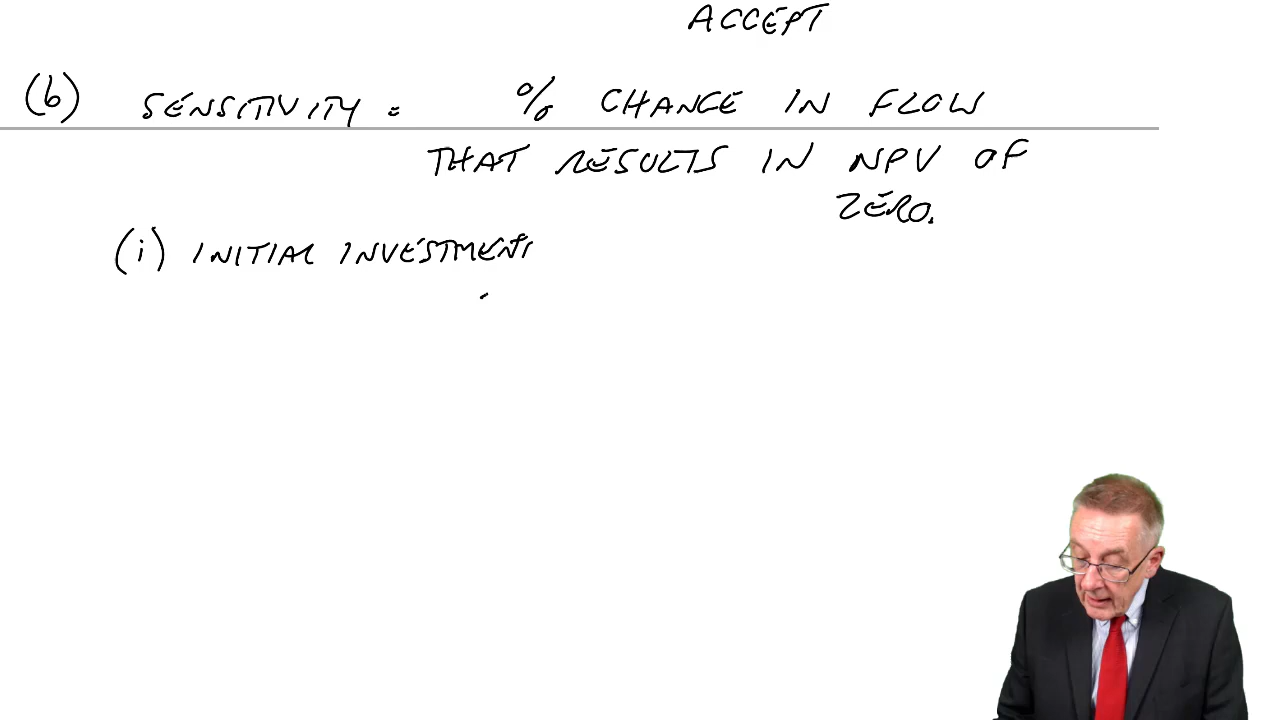 ACCEPT
(b) SENSITIVITY = % CHANGE IN FLOW
THAT RESULTS IN NPV OF
ZERO.
(i) INITIAL INVESTMENT